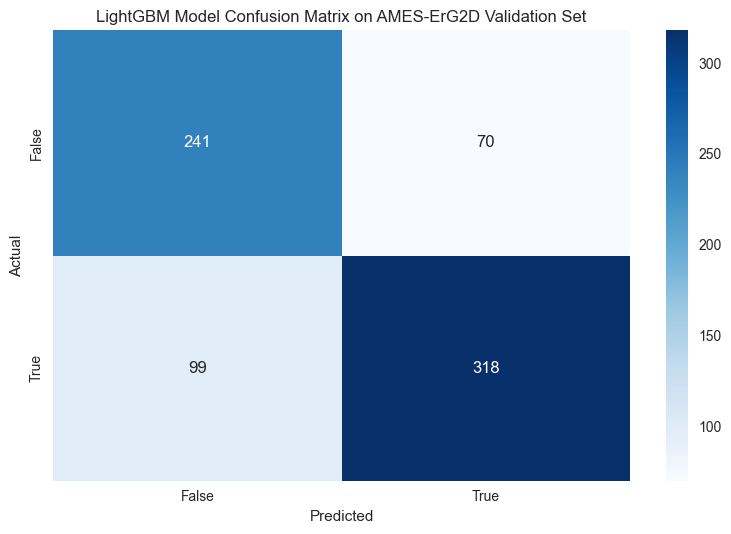 LightGBM Model Confusion Matrix on AMES-ErG2D Validation Set
Actual
False
True
241
70
99
318
False
True
Predicted
300
250
200
150
100